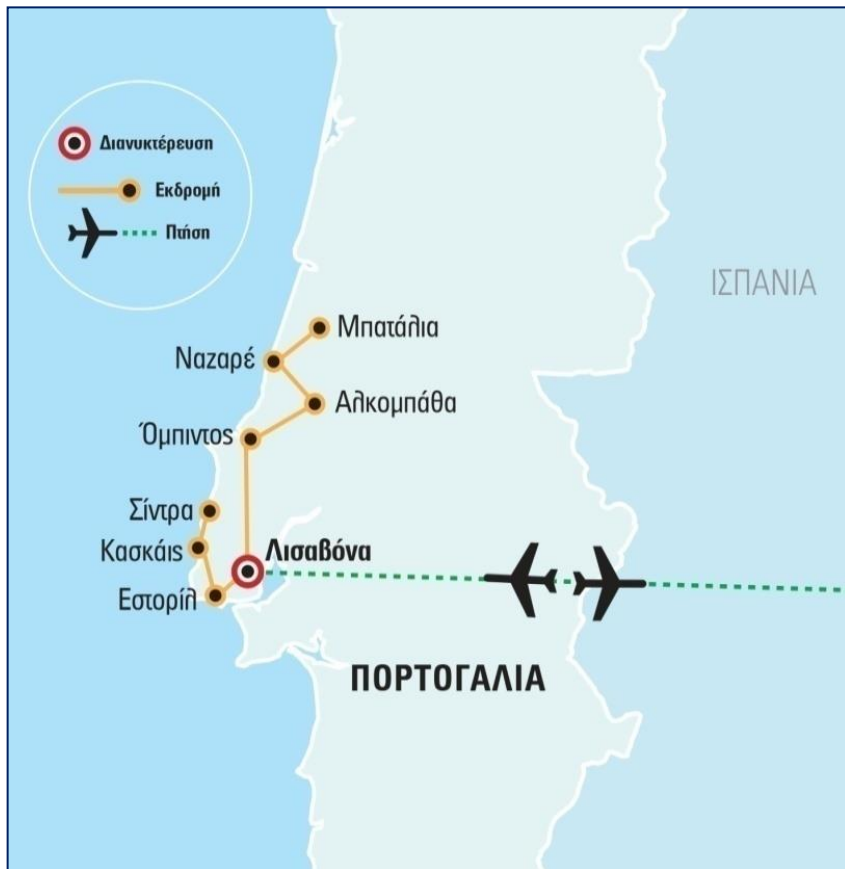 Διανυκτέρευση
Εκδρομή
Πτήση
ΙΣΠΑΝΙΑ
Μπατάλια
Ναζαρέ
Αλκομπάθα
Όμπιντος
Σίντρα
Κασκάις
Λισαβόνα
Εστορίλ
ΠΟΡΤΟΓΑΛΙΑ